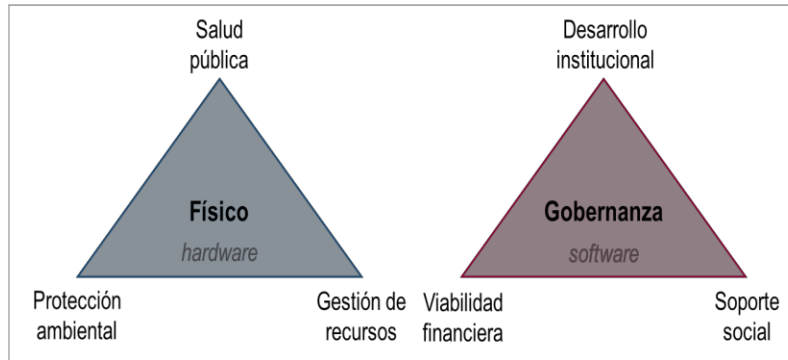 Salud
pública
Físico
hardware
Protección
ambiental
Gestión de
recursos
Desarrollo
institucional
Gobernanza
software
Viabilidad
financiera
Soporte
social